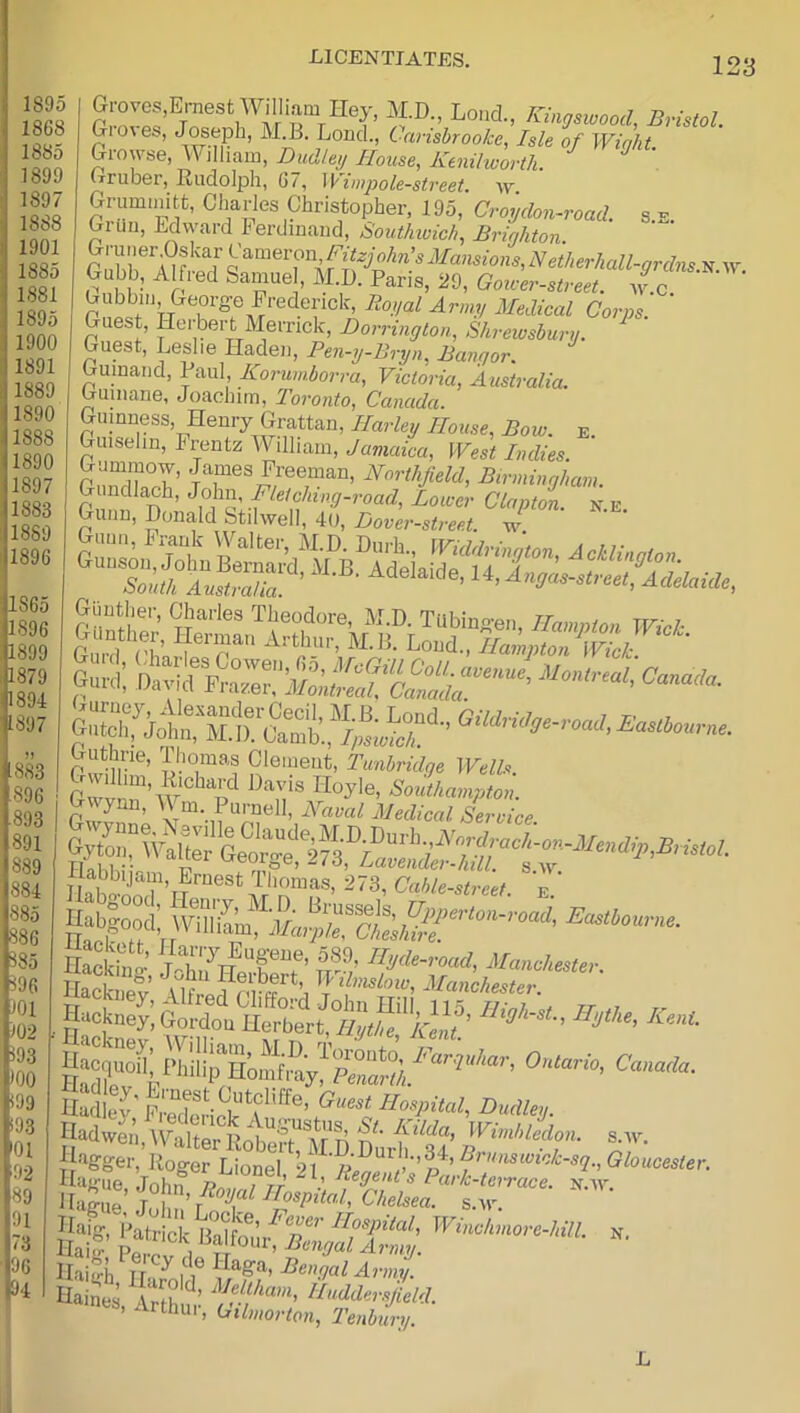 LICENTIATES.
123
1895 Groves, Ernest William Hey, M.D., Lond., Kingswood, Bristol.
1868 Groves, Joseph, M.B. Lond., Carisbrooke, Isle of Wight.
1885 Growse, William, Dudley House, Kenilworth.
1899 Gruber, Rudolph, 67, Wimpole-street. w.
1897 Grummitt, Charles Christopher, 195, Croydon-road. s.e.
1888 Grün, Edward Ferdinand, Southwick, Brighton.
1901 Gruner, Oskar Cameron, Fitzjohn's Mansions, Netherhall-grdns. n.w.
1885 Gubb, Alfred Samuel, M.D. Paris, 29, Gower-street. w.c.
1881 Gubbin, George Frederick, Royal Army Medical Corps.
1895 Guest, Herbert Merrick, Dorrington, Shrewsbury.
1900 Guest, Leslie Haden, Pen-y-Bryn, Bangor.
1891 Guinand, Paul, Korumborra, Victoria, Australia.
1889 Guinane, Joachim, Toronto, Canada.
1890 Guinness, Henry Grattan, Harley House, Bow. e.
1888 Guiselin, Frentz William, Jamaica, West Indies.
1890 Gummow, James Freeman, Northfield, Birmingham.
1897 Gundlach, John, Fletching-road, Lower Clapton. n.e.
1883 Gunn, Donald Stilwell, 40, Dover-street. w.
1889 Gunn, Frank Walter, M.D. Durh., Widdrington, Acklington.
1896 Gunson, John Bernard, M.B. Adelaide, 14, Angas-street, Adelaide,
South Australia.
1865 Günther, Charles Theodore, M.D. Tübingen, Hampton Wick.
1896 Günther, Herman Arthur, M.B. Lond., Hampton Wick.
1899 Gurd, Charles Cowen, 65, McGill Coll. avenue, Montreal, Canada.
1879 Gurd, David Frazer, Montreal, Canada.
1894 Gurney, Alexander Cecil, M.B. Lond., Gildridge-road, Eastbourne.
1897 Gutch, John, M.D. Camb., Ipswich.
" Guthrie, Thomas Clement, Tunbridge Wells.
1883 Gwillim, Richard Davis Hoyle, Southampton.
1896 Gwynn, Wm. Purnell, Naval Medical Service.
1893 Gwynne, Neville Claude, M.D. Durh., Nordrach-on-Mendip, Bristol.
1891 Gyton, Walter George, 273, Lavender-hill. s.w.
1889 Habbijam, Ernest Thomas, 273, Cable-street. e.
1884 Habgood, Henry, M.D. Brussels, Upperton-road, Eastbourne.
1885 Habgood, William, Marple, Cheshire.
1886 Hackett, Harry Eugene, 589, Hyde-road, Manchester.
1885 Hacking, John Herbert, Wilmslow, Manchester.
1896 Hackney, Alfred Clifford John Hill, 115, High-st., Hythe, Kent.
1901 Hackney, Gordon Herbert, Hythe, Kent.
1902 Hackney, William, M.D. Toronto, Farquhar, Ontario, Canada.
1893 Hacquoil, Philip Homfray, Penarth.
1900 Hadley, Ernest Cutcliffe, Guest Hospital, Dudley.
1899 Hadley, Frederick Augustus, St. Kilda, Wimbledon. s.w.
1893 Hadwen, Walter Robert, M.D. Durh., 34, Brunswick-sq., Gloucester.
1901 Hagger, Roger Lionel, 21, Regent's Park-terrace. n.w.
1892 Hague, John, Royal Hospital, Chelsea. s.w.
1889 Hague, John Locke, Fever Hospital, Winchmore-hill. n.
1891 Haig, Patrick Balfour, Bengal Army.
1873 Haig, Percy de Haga, Bengal Army.
1896 Haigh, Harold, Meltham, Huddersfield.
1894 Haines, Arthur, Gilmorton, Tenbury.
L